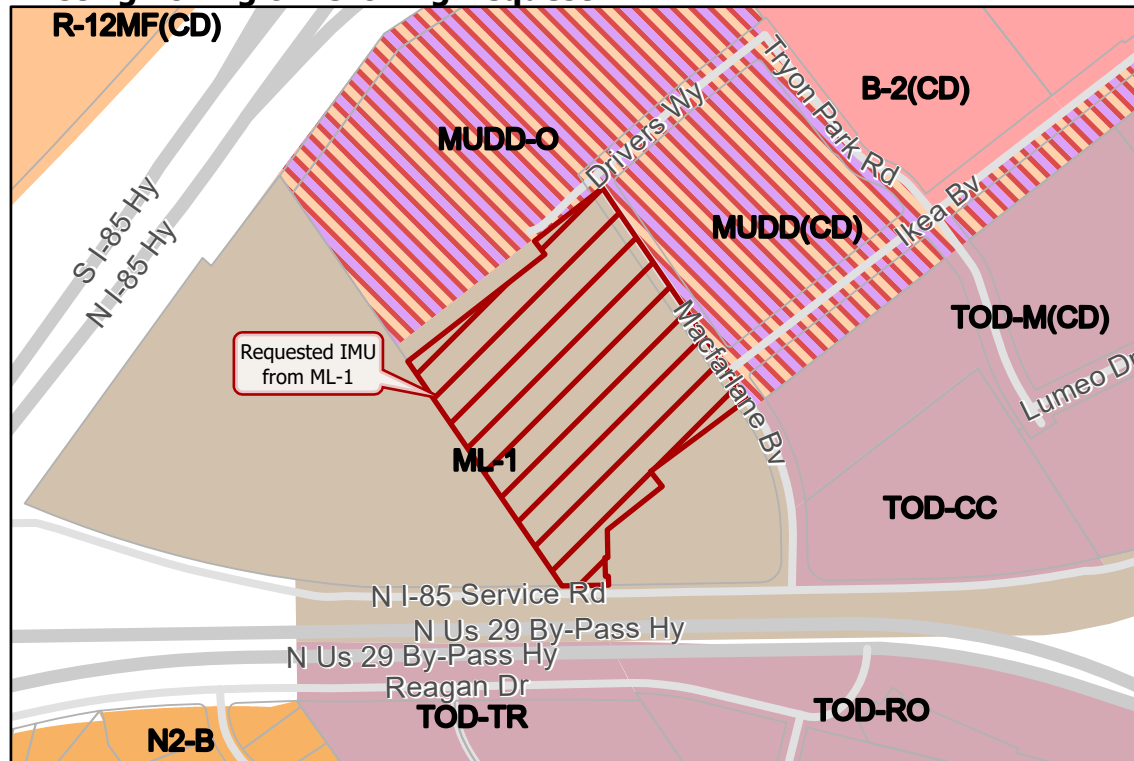 R-12MF(CD)
B-2(CD)
Tryon Park Rd
MUDD-O
Drivers Wy
Ikea Bv
MUDD(CD)
S I-85 Hy
N I-85 Hy
TOD-M(CD)
Requested IMU
from ML-1
Macfarlane Bv
Lumeo Dr
ML-1
TOD-CC
N I-85 Service Rd
N Us 29 By-Pass Hy
N Us 29 By-Pass Hy
Reagan Dr
TOD-TR
TOD-RO
N2-B